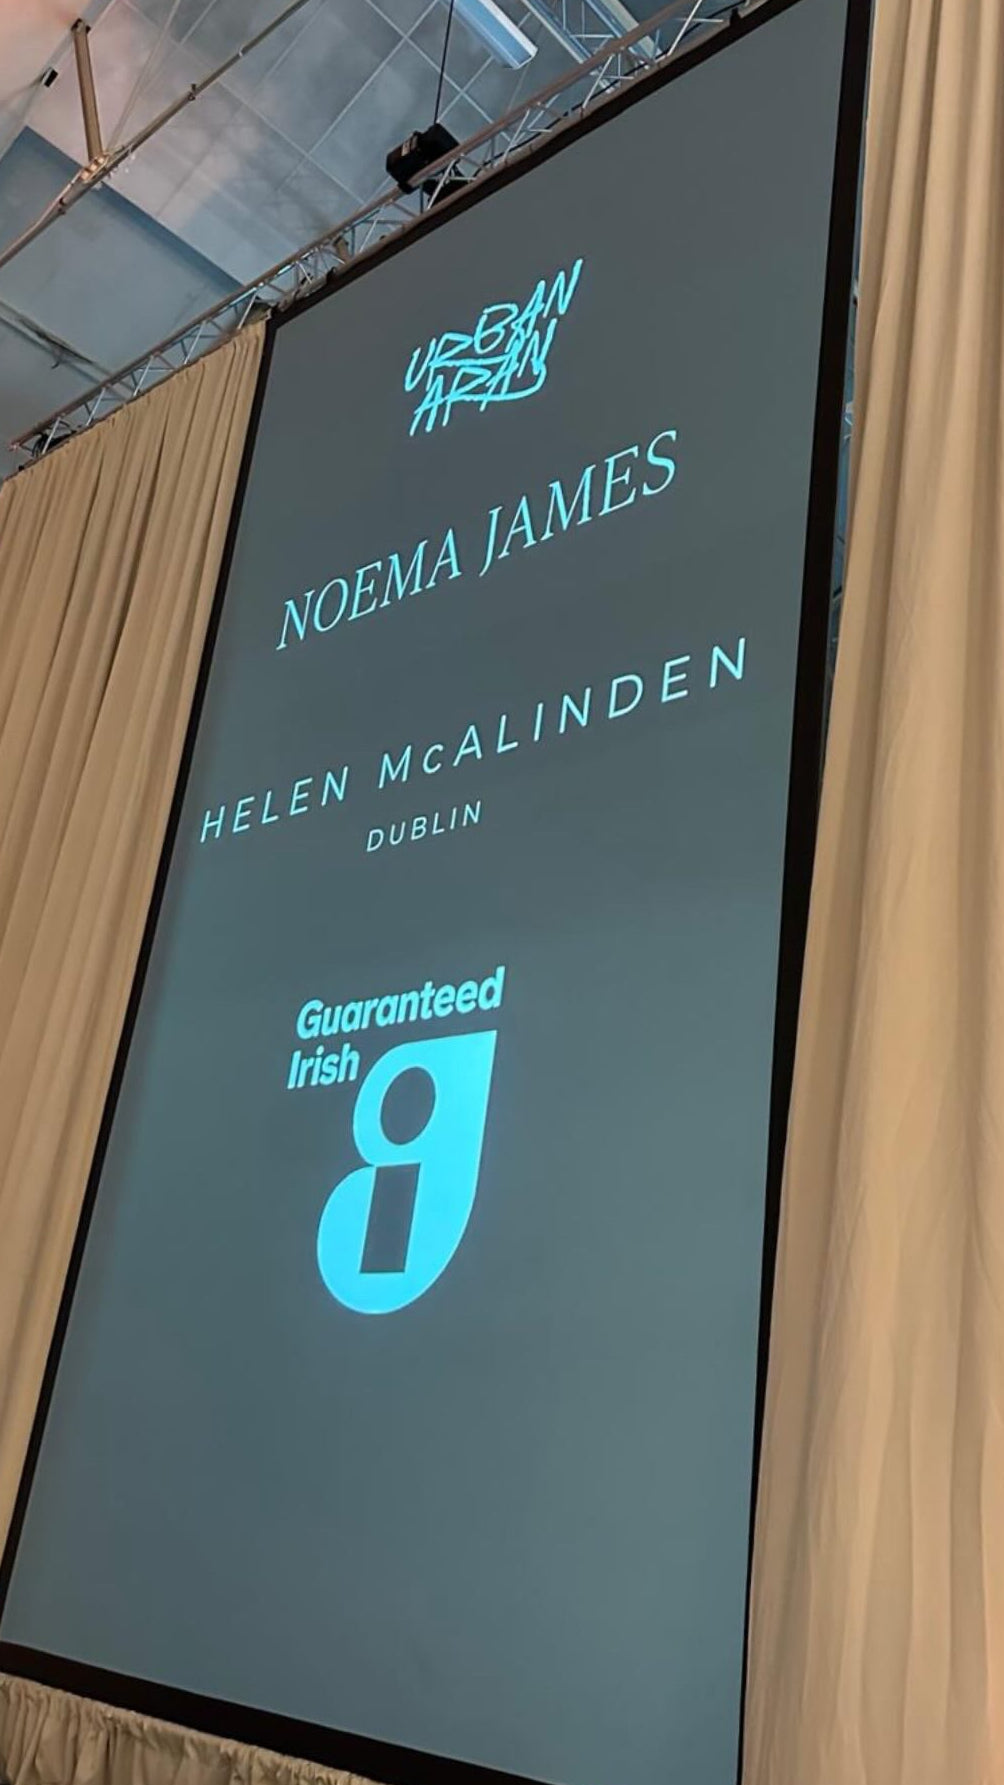 URBAN
ARAN
NOEMA JAMES
HELEN McALINDEN
DUBLIN
Guaranteed
Irish